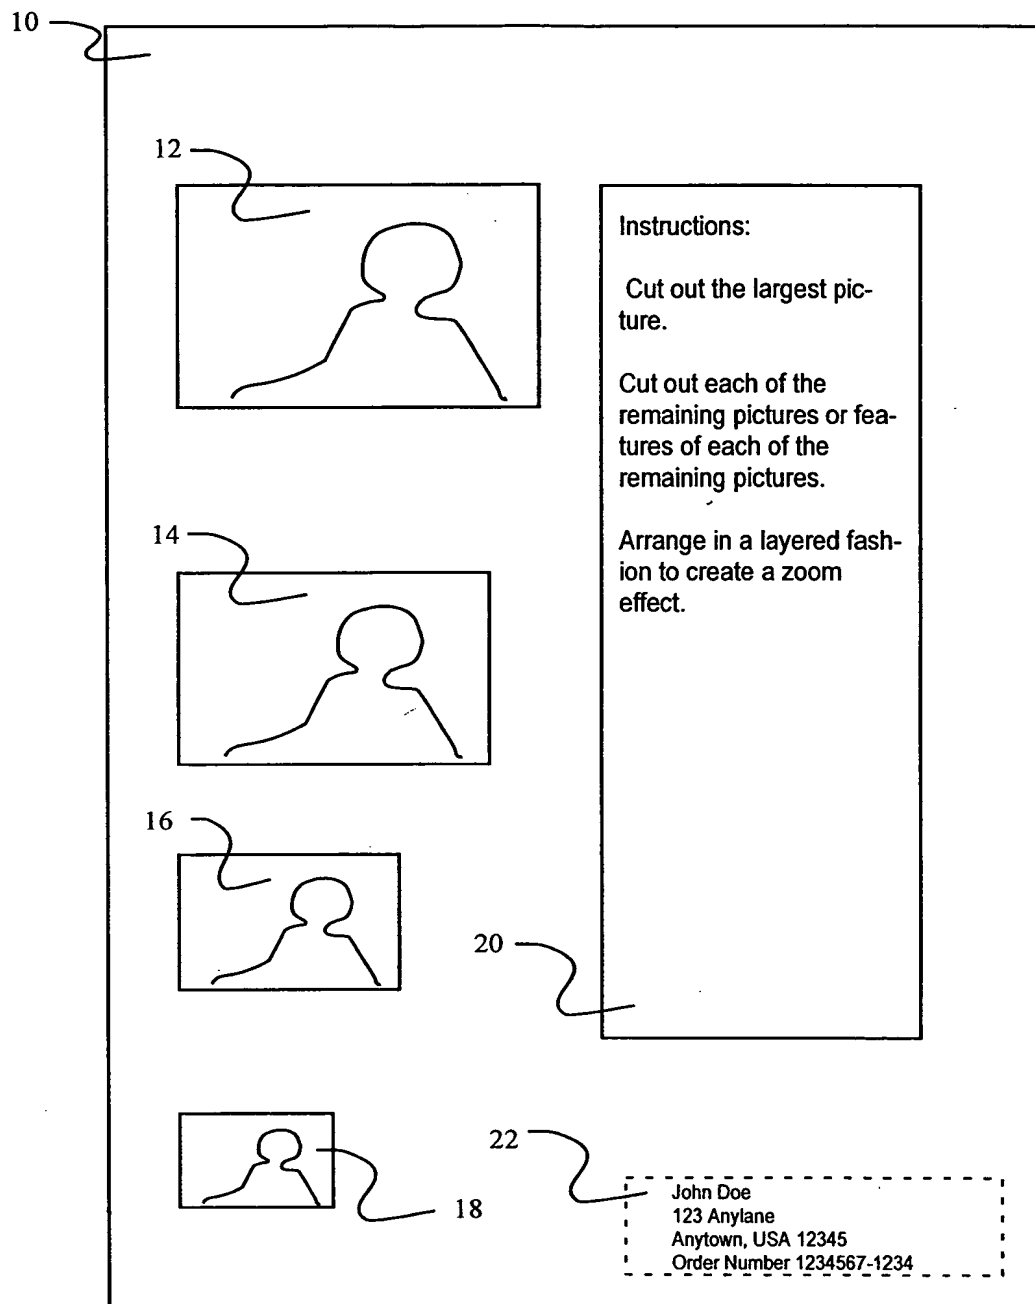 10
12
Instructions:
Cut out the largest pic-
ture.
Cut out each of the
remaining pictures or fea-
tures of each of the
remaining pictures.
14
Arrange in a layered fash-
ion to create a zoom
effect.
16
20
18
22
John Doe
123 Anylane
Anytown, USA 12345
Order Number 1234567-1234